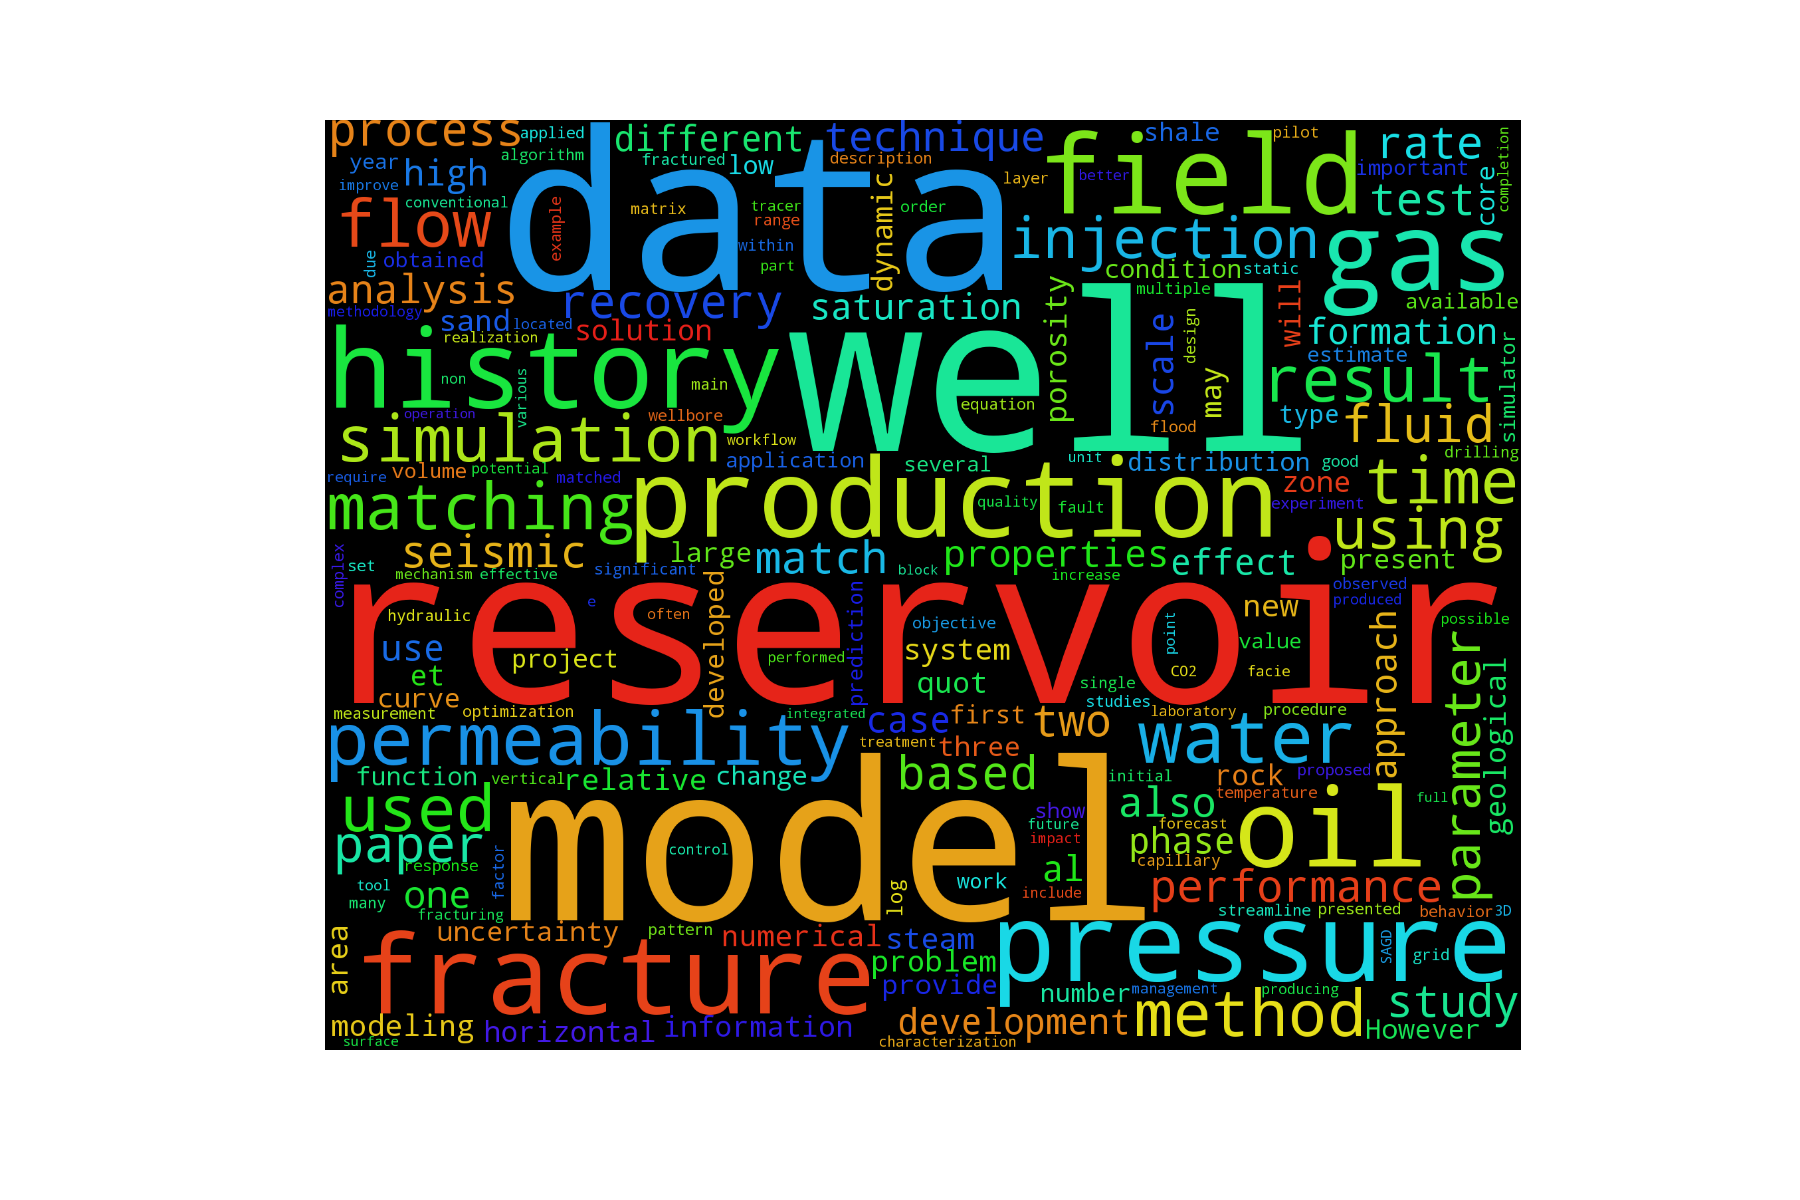 process
applied
different
technique
shale
pilot
rate
completion
year
high
algorithm
fractured
low
description
field
important
improve
conventional
data
layer
better
test
core
flow
example
matrix
tracer
range
dynamic
order
injection
gas
due
obtained
within
part
condition
static
analysis
recovery
saturation
porosity
multiple
will
available
methodology
sand
located
solution
well
scale
design
formation
realization
history
estimate
simulator
non
various
main
equation
may
result
operation
wellbore
workflow
flood
type
fluid
simulation
drilling
require
volume
potential
matched
application
several
unit
distribution
good
zone
time
matching
production
quality
fault
experiment
using
complex
seismic
large
match
properties
effect
present
set
mechanism
effective
significant
block
increase
observed
produced
reservoir
e
hydraulic
often
developed
prediction
objective
point
new
approach
possible
use
project
performed
system
value
parameter
et
curve
quot
single
CO2
facie
geological
measurement
optimization
integrated
case
first
studies
two
laboratory
procedure
permeability
treatment
three
water
function
vertical
relative
change
based
initial
rock
proposed
model
temperature
used
show
also
full
paper
control
future
impact
forecast
phase
oil
response
factor
capillary
tool
many
one
log
work
al
include
performance
fracturing
streamline
presented
behavior
3D
area
uncertainty
pattern
numerical
steam
pressure
SAGD
grid
fracture
problem
provide
number
management
producing
modeling
horizontal
information
development
method
study
However
surface
characterization